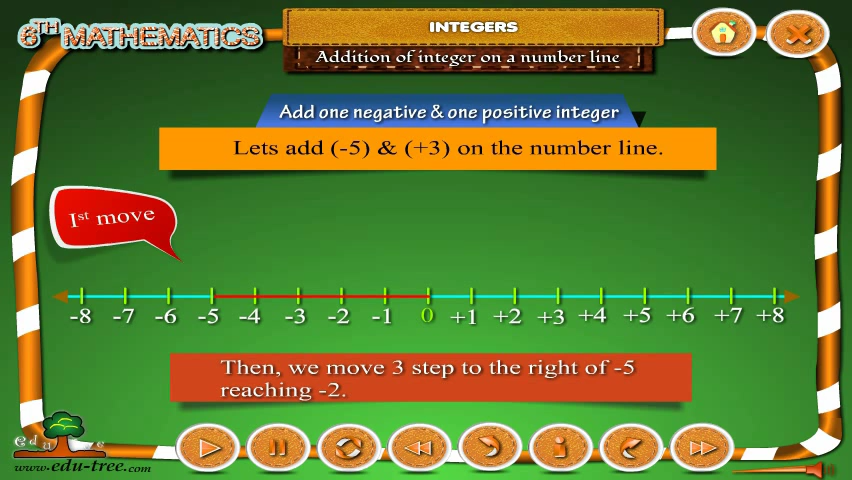 6TH MATHEMATICS
INTEGERS
Addition of integer on a number line
Add one negative & one positive integer
Lets add (-5) & (+3) on the number line.
Ist move
-8 -7 -6 -5 -4 -3 -2 -1 0 +1 +2 +3 +4 +5 +6 +7 +8
Then, we move 3 step to the right of -5
reaching -2.
www.edu-tree.com